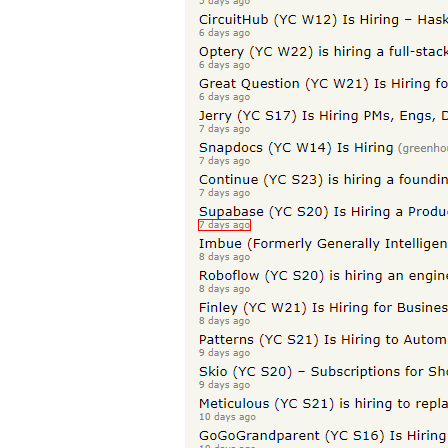 5 days ago
CircuitHub (YC W12) Is Hiring – Hask
6 days ago
Optery (YC W22) is hiring a full-stack
6 days ago
Great Question (YC W21) Is Hiring fo
6 days ago
Jerry (YC S17) Is Hiring PMs, Engs, D
7 days ago
Snapdocs (YC W14) Is Hiring (greenho
7 days ago
Continue (YC S23) is hiring a foundin
7 days ago
Supabase (YC S20) Is Hiring a Produ
7 days ago
Imbue (Formerly Generally Intelligen
8 days ago
Roboflow (YC S20) is hiring an engine
8 days ago
Finley (YC W21) Is Hiring for Busines
8 days ago
Patterns (YC S21) Is Hiring to Autom
9 days ago
Skio (YC S20) – Subscriptions for Sh
9 days ago
Meticulous (YC S21) is hiring to repla
10 days ago
GoGoGrandparent (YC S16) Is Hiring